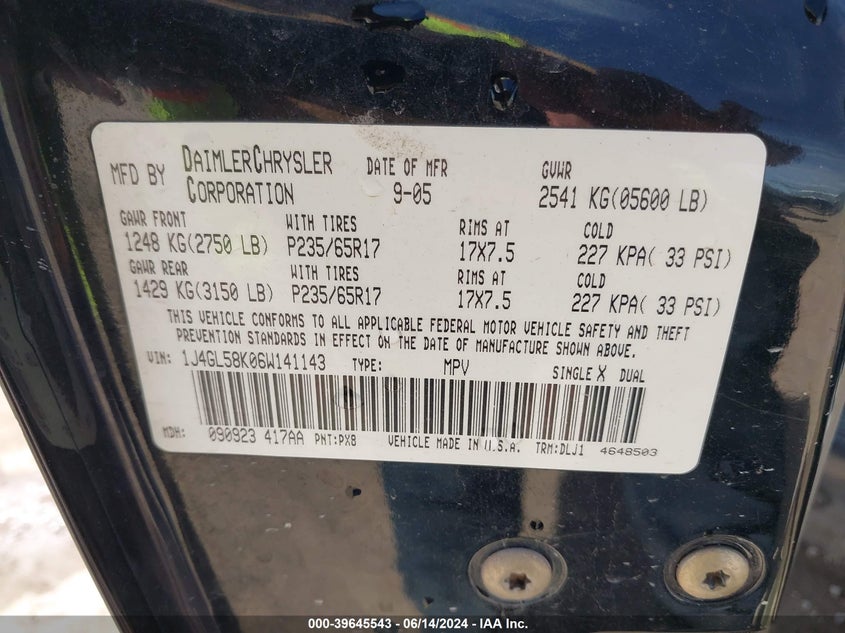 MFD BY DAIMLERCHRYSLER CORPORATION DATE OF MFR 9-05 GVWR 2541 KG(05600 LB)
GAWR FRONT WITH TIRES RIMS AT COLD
1248 KG(2750 LB) P235/65R17 17X7.5 227 KPA( 33 PSI)
GAWR REAR WITH TIRES RIMS AT COLD
1429 KG(3150 LB) P235/65R17 17X7.5 227 KPA( 33 PSI)
THIS VEHICLE CONFORMS TO ALL APPLICABLE FEDERAL MOTOR VEHICLE SAFETY AND THEFT
PREVENTION STANDARDS IN EFFECT ON THE DATE OF MANUFACTURE SHOWN ABOVE.
VIN: 1J4GL58K06W141143 TYPE: MPV SINGLE X DUAL
MDH: 090923 417AA PNT:PX8 VEHICLE MADE IN U.S.A. TRM:DLJ1 4648503
000-39645543 / 06/14/2024 - IAA Inc.